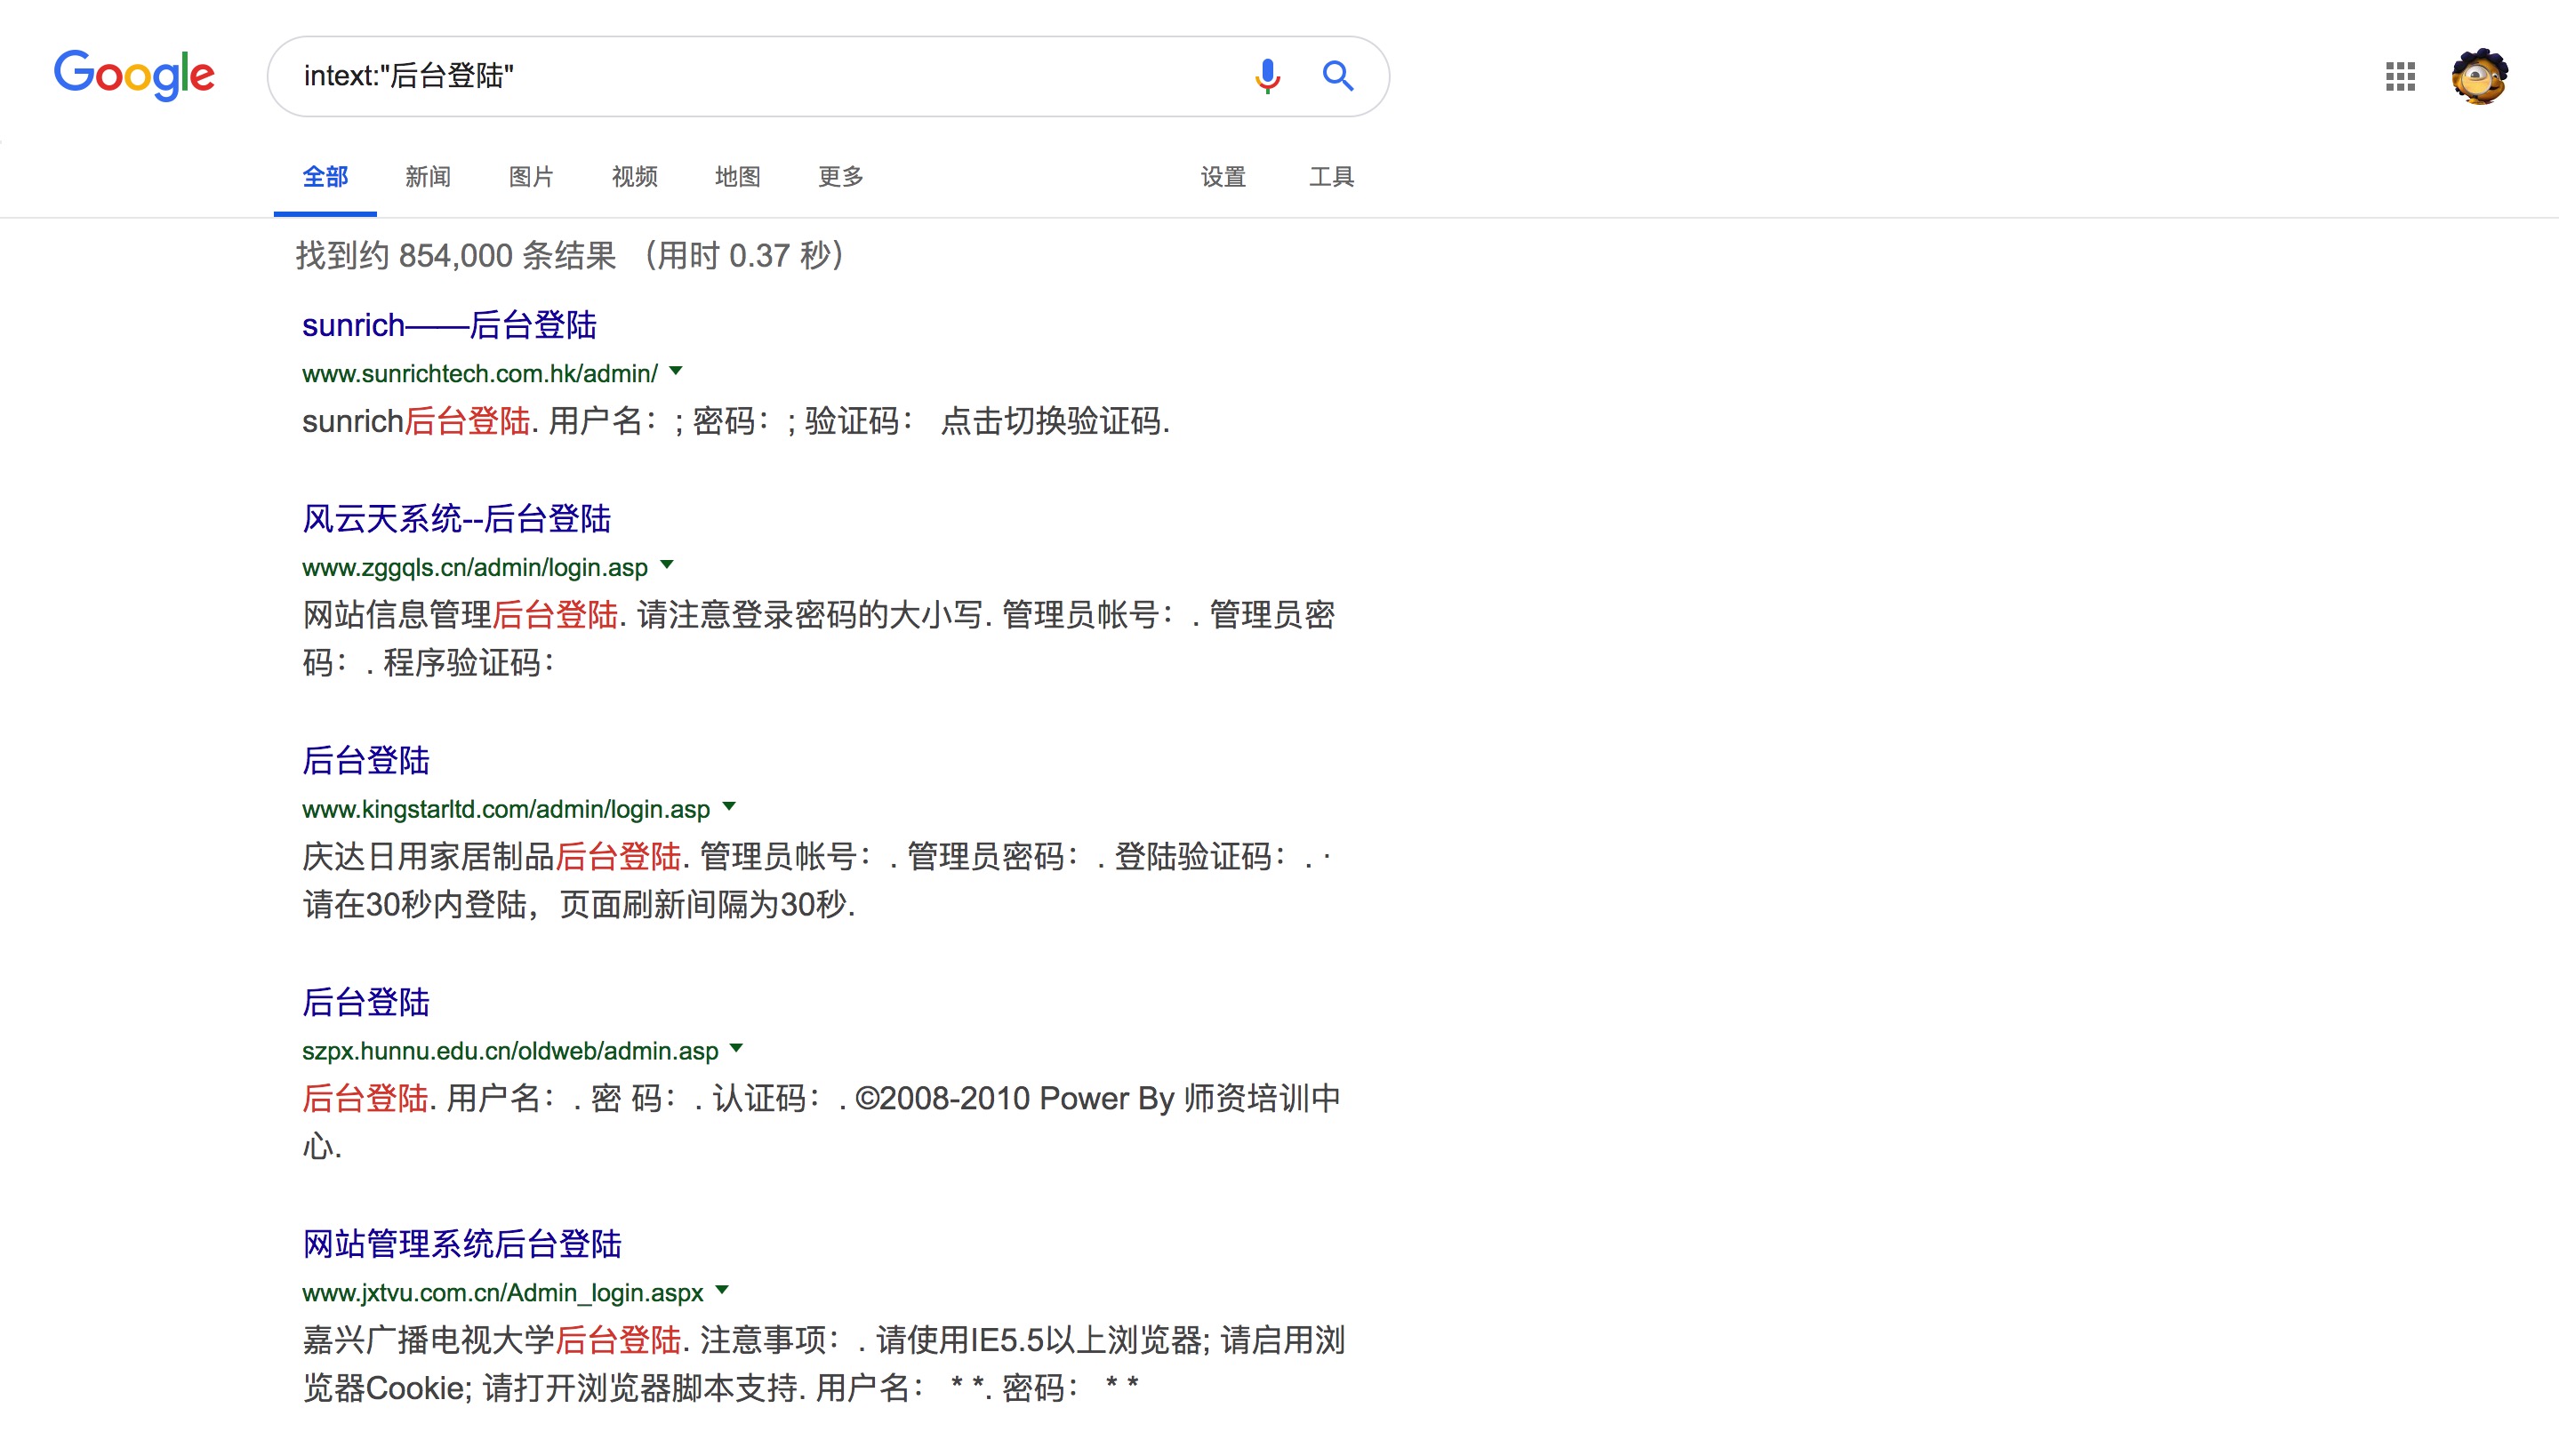 Google
intext:"后台登陆"
全部 新闻 图片 视频 地图 更多 设置 工具
找到约 854,000 条结果 （用时 0.37 秒）
sunrich——后台登陆
www.sunrichtech.com.hk/admin/
sunrich后台登陆. 用户名：; 密码：; 验证码： 点击切换验证码.
风云天系统--后台登陆
www.zggqls.cn/admin/login.asp
网站信息管理后台登陆. 请注意登录密码的大小写. 管理员帐号：. 管理员密
码：. 程序验证码：
后台登陆
www.kingstarltd.com/admin/login.asp
庆达日用家居制品后台登陆. 管理员帐号：. 管理员密码：. 登陆验证码：. ·
请在30秒内登陆，页面刷新间隔为30秒.
后台登陆
szpx.hunnu.edu.cn/oldweb/admin.asp
后台登陆. 用户名：. 密 码：. 认证码：. ©2008-2010 Power By 师资培训中
心.
网站管理系统后台登陆
www.jxtvu.com.cn/Admin_login.aspx
嘉兴广播电视大学后台登陆. 注意事项：. 请使用IE5.5以上浏览器; 请启用浏
览器Cookie; 请打开浏览器脚本支持. 用户名： * *. 密码： * *